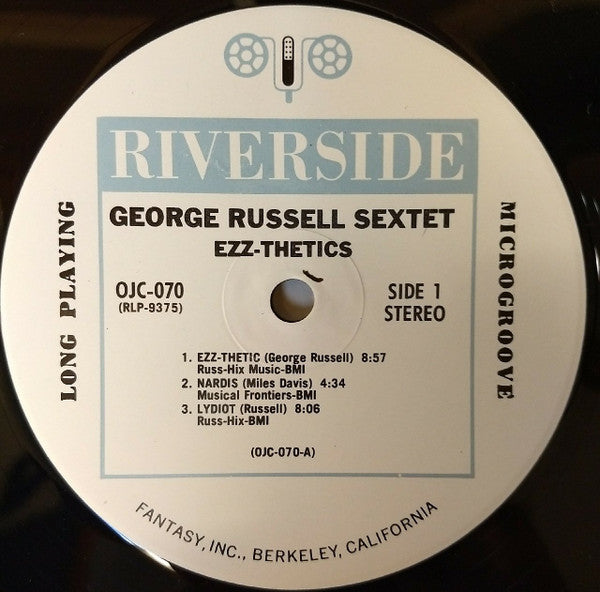 RIVERSIDE
GEORGE RUSSELL SEXTET
EZZ-THETICS
LONG PLAYING
MICROGROOVE
OJC-070
(RLP-9375)
SIDE 1
STEREO
1. EZZ-THETIC (George Russell) 8:57
Russ-Hix Music-BMI
2. NARDIS (Miles Davis) 4:34
Musical Frontiers-BMI
3. LYDIOT (Russell) 8:06
Russ-Hix-BMI
(OJC-070-A)
FANTASY, INC., BERKELEY, CALIFORNIA